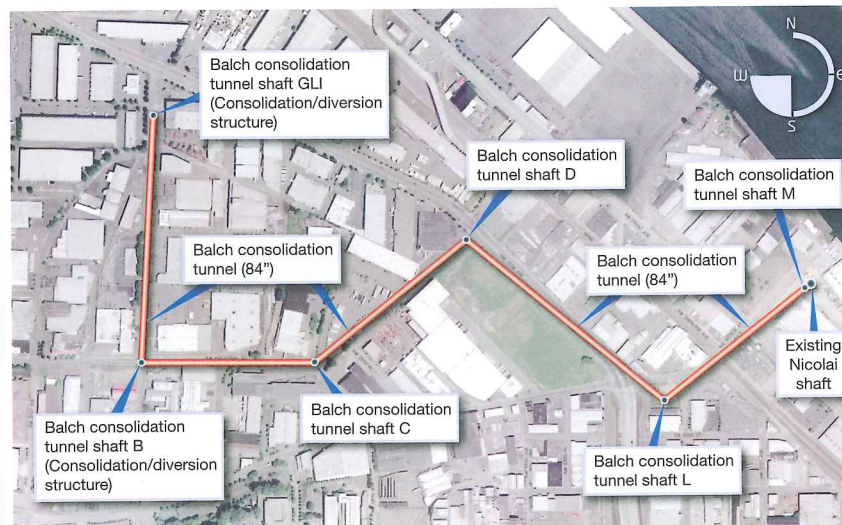 Balch consolidation
tunnel shaft GLI
(Consolidation/diversion
structure)
N
W
e
S
Balch consolidation
tunnel shaft D
Balch consolidation
tunnel shaft M
Balch consolidation
tunnel (84”)
Balch consolidation
tunnel (84”)
Existing
Nicolai
shaft
Balch consolidation
tunnel shaft B
(Consolidation/diversion
structure)
Balch consolidation
tunnel shaft C
Balch consolidation
tunnel shaft L